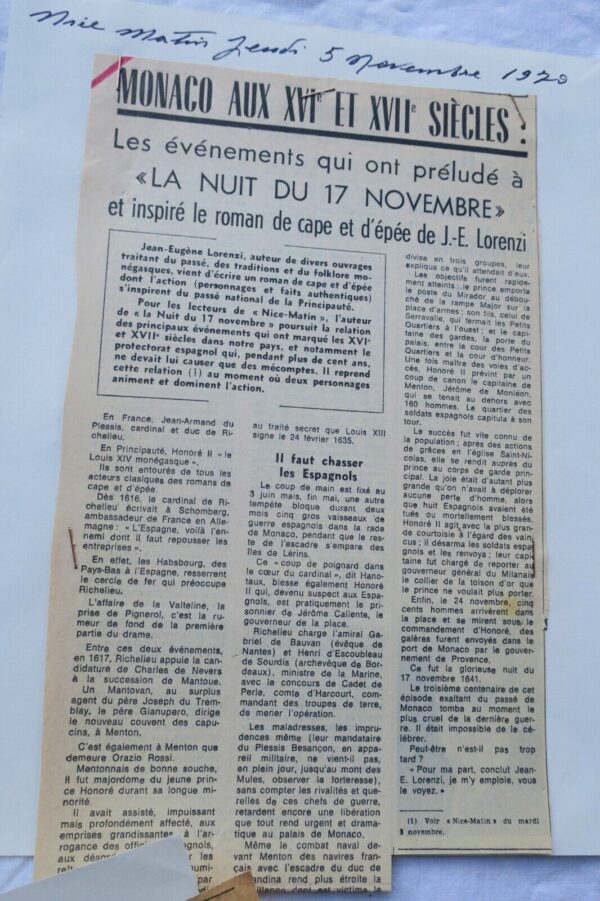 Nice Matin Jeudi 5 Novembre 1970
MONACO AUX XVIe ET XVIIe SIÈCLES :
Les événements qui ont préludé à
«LA NUIT DU 17 NOVEMBRE»
et inspiré le roman de cape et d'épée de J.-E. Lorenzi
Jean-Eugène Lorenzi, auteur de divers ouvrages
traitant du passé, des traditions et du folklore mo-
négasques, vient d'écrire un roman de cape et d'épée
dont l'action (personnages et faits authentiques)
s'inspirent du passé national de la Principauté.
Pour les lecteurs de « Nice-Matin », l'auteur
de « la Nuit du 17 novembre » poursuit la relation
des principaux événements qui ont marqué les XVIe
et XVIIe siècles dans notre pays, et notamment le
protectorat espagnol qui, pendant plus de cent ans,
ne devait lui causer que des mécomptes. Il reprend
cette relation (1) au moment où deux personnages
animent et dominent l'action.
En France, Jean-Armand du
Plessis, cardinal et duc de Ri-
chelieu.
En Principauté, Honoré II « le
Louis XIV monégasque ».
Ils sont entourés de tous les
acteurs clasiques des romans de
cape et d'épée.
Dès 1616, le cardinal de Ri-
chelieu écrivait à Schomberg,
ambassadeur de France en Alle-
magne : « L'Espagne, voilà l'en-
nemi dont il faut repousser les
entreprises ».
En effet, les Habsbourg, des
Pays-Bas à l'Espagne, resserrent
le cercle de fer qui préoccupe
Richelieu.
L'affaire de la Valteline, la
prise de Pignerol, c'est la ru-
meur de fond de la première
partie du drame.
Entre ces deux événements,
en 1617, Richelieu appuie la can-
didature de Charles de Nevers
à la succession de Mantoue.
Un Mantovan, au surplus
agent du père Joseph du Trem-
blay, le père Gianupero, dirige
le nouveau couvent des capu-
cins, à Menton.
C'est également à Menton que
demeure Orazio Rossi.
Mentonnais de bonne souche,
il fut majordome du jeune prince
Honoré durant sa longue mi-
norité.
Il avait assisté, impuissant
mais profondément affecté, aux
emprises grandissantes, à l'ar-
rogance des offi
aux
au traité secret que Louis XIII
signe le 24 février 1635.
Il faut chasser
les Espagnols
Le coup de main est fixé au
3 juin mais, fin mai, une autre
tempête bloque durant deux
mois cinq gros vaisseaux de
guerre espagnols dans la rade
de Monaco, pendant que le res-
te de l'escadre s'empare des
îles de Lérins.
Ce « coup de poignard dans
le cœur du cardinal », dit Hano-
taux, blesse également Honoré
II qui, devenu suspect aux Espa-
gnols, est pratiquement le pri-
sonnier de Jérôme Caliente, le
gouverneur de la place.
Richelieu charge l'amiral Ga-
briel de Bauvan (évêque de
Nantes) et Henri d'Escoubleau
de Sourdis (archevêque de Bor-
deaux), ministre de la Marine,
avec le concours de Cadet de
Perle, comte d'Harcourt, com-
mandant des troupes de terre,
de mener l'opération.
Les maladresses, les impru-
dences même (leur mandataire
du Plessis Besançon, en appa-
reil militaire, ne vient-il pas,
en plein jour, jusqu'au mont des
Mules, observer la forteresse),
sans compter les rivalités et que-
relles de ces chefs de guerre,
retardent encore une libération
que tout rend urgent et drama-
tique au palais de Monaco.
Même le combat naval de-
vant Menton des navires fran-
çais avec l'escadre du duc de
andina rend plus étroite la
dont est victime le
divisa en trois groupes, leur
expliqua ce qu'il attendait d'eux.
Les objectifs furent rapide-
ment atteints : le prince emporta
le poste du Mirador au débou-
ché de la rampe Major sur la
place d'armes ; son fils, celui de
Serravalle, qui fermait les Petits
Quartiers à l'ouest ; et le capi-
taine des gardes, la porte du
palais, entre la cour des Petits
Quartiers et la cour d'honneur.
Une fois maître des voies d'ac-
cès, Honoré II prévint par un
coup de canon le capitaine de
Menton, Jérôme de Monléon,
qui se tenait au dehors avec
160 hommes. Le quartier des
soldats espagnols capitula à son
tour.
Le succès fut vite connu de
la population ; après des actions
de grâces en l'église Saint-Ni-
colas, elle se rendit auprès du
prince au corps de garde prin-
cipal. La joie était d'autant plus
grande qu'on n'avait à déplorer
aucune perte d'homme, alors
que huit Espagnols avaient été
tués ou mortellement blessés.
Honoré II agit avec la plus gran-
de courtoisie à l'égard des vain-
cus ; il désarma les soldats espa-
gnols et les renvoya ; leur capi-
taine fut chargé de reporter au
gouverneur général du Milanais
le collier de la toison d'or que
le prince ne voulait plus porter.
Enfin, le 24 novembre, cinq
cents hommes arrivèrent dans
la place et se mirent sous le
commandement d'Honoré, des
galères furent envoyés dans le
port de Monaco par le gouverne-
ment de Provence.
Ce fut la glorieuse nuit du
17 novembre 1641.
Le troisième centenaire de cet
épisode exaltant du passé de
Monaco tomba au moment le
plus cruel de la dernière guer-
re. Il était impossible de le cé-
lébrer.
Peut-être n'est-il pas trop
tard ?
« Pour ma part, conclut Jean-
E. Lorenzi, je m'y emploie, vous
le voyez. »
(1) Voir « Nice-Matin » du mardi
3 novembre.